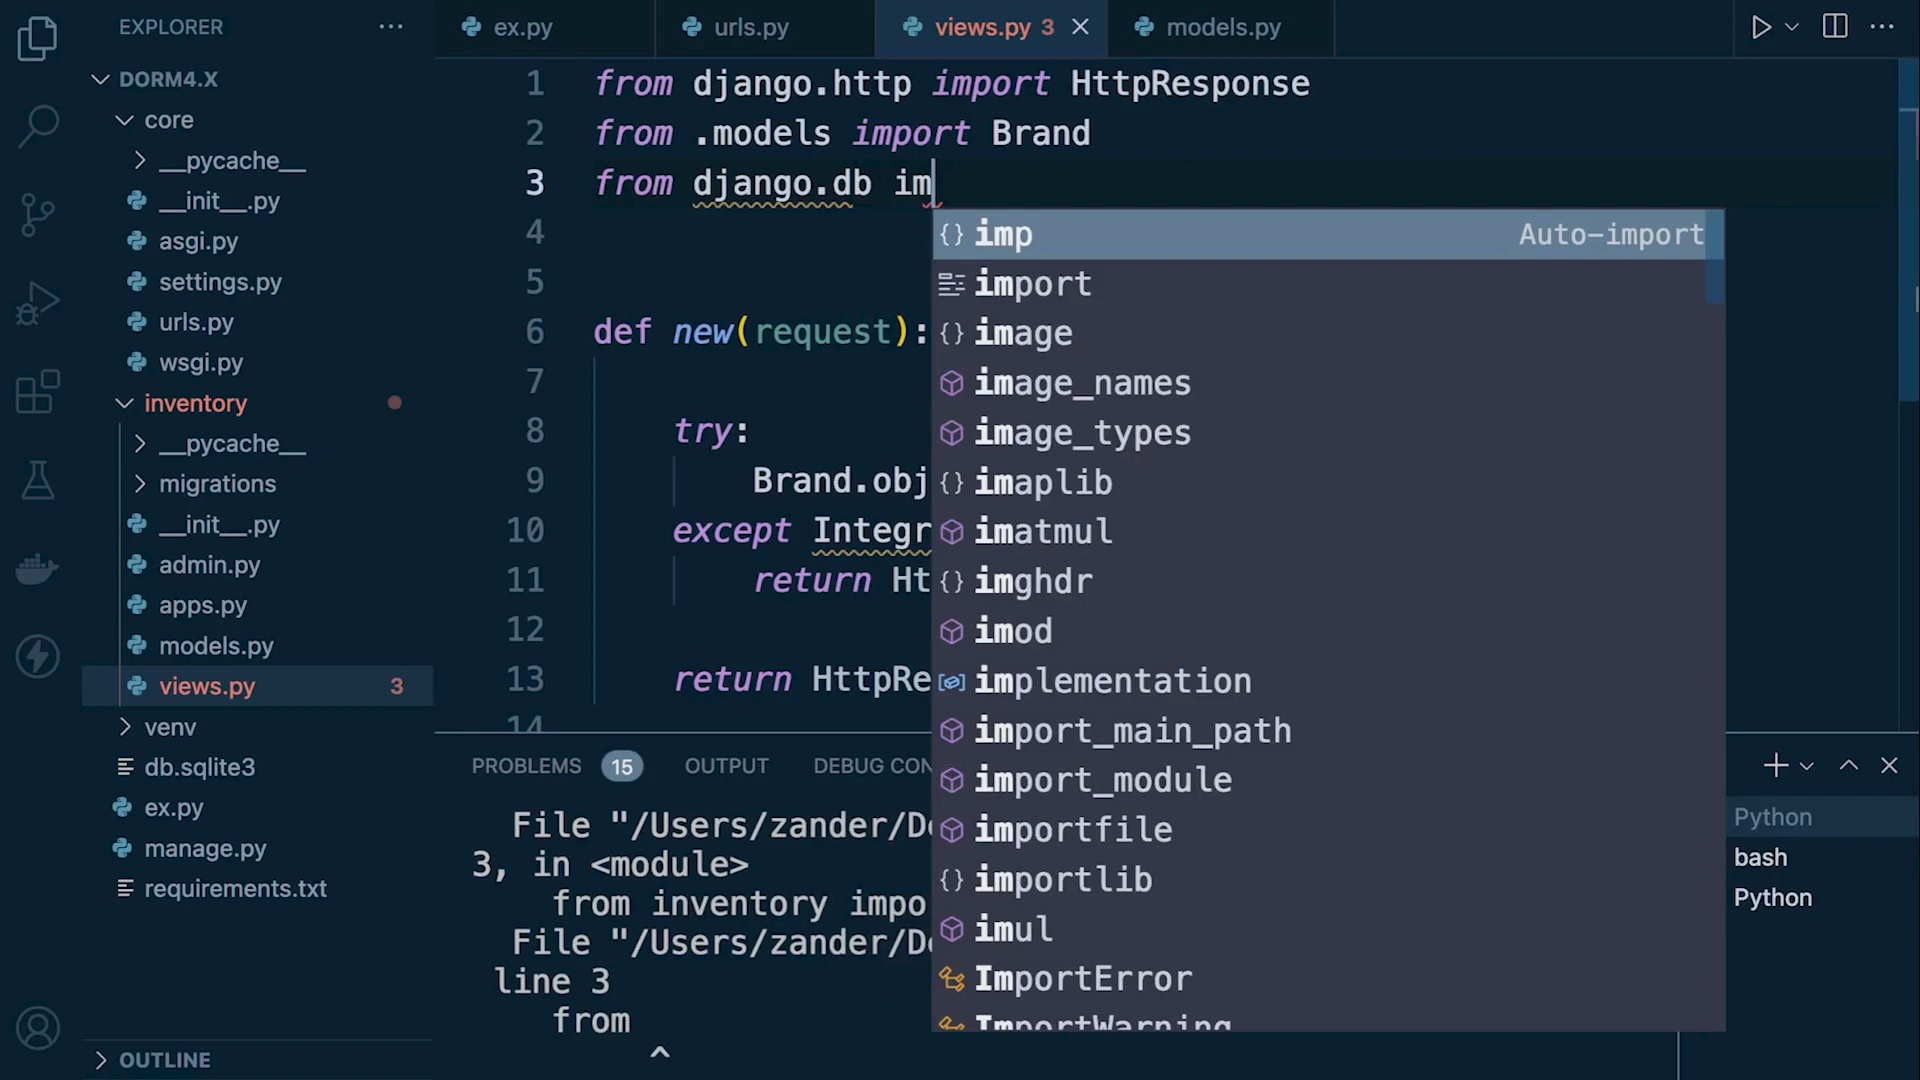 EXPLORER
DORM4.X
core
__pycache__
__init__.py
asgi.py
settings.py
urls.py
wsgi.py
inventory
__pycache__
migrations
__init__.py
admin.py
apps.py
models.py
views.py 3
venv
db.sqlite3
ex.py
manage.py
requirements.txt
OUTLINE
ex.py
urls.py
views.py 3
models.py
1 from django.http import HttpResponse
2 from .models import Brand
3 from django.db im
4
5
6 def new(request):
7
8 try:
9 Brand.obj
10 except Integr
11 return Ht
12
13 return HttpRe
14
imp Auto-import
import
image
image_names
image_types
imaplib
imatmul
imghdr
imod
implementation
import_main_path
import_module
importfile
importlib
imul
ImportError
ImportWarning
PROBLEMS 15 OUTPUT DEBUG CON
File "/Users/zander/De
3, in <module>
from inventory impo
File "/Users/zander/De
line 3
from
^
Python
bash
Python